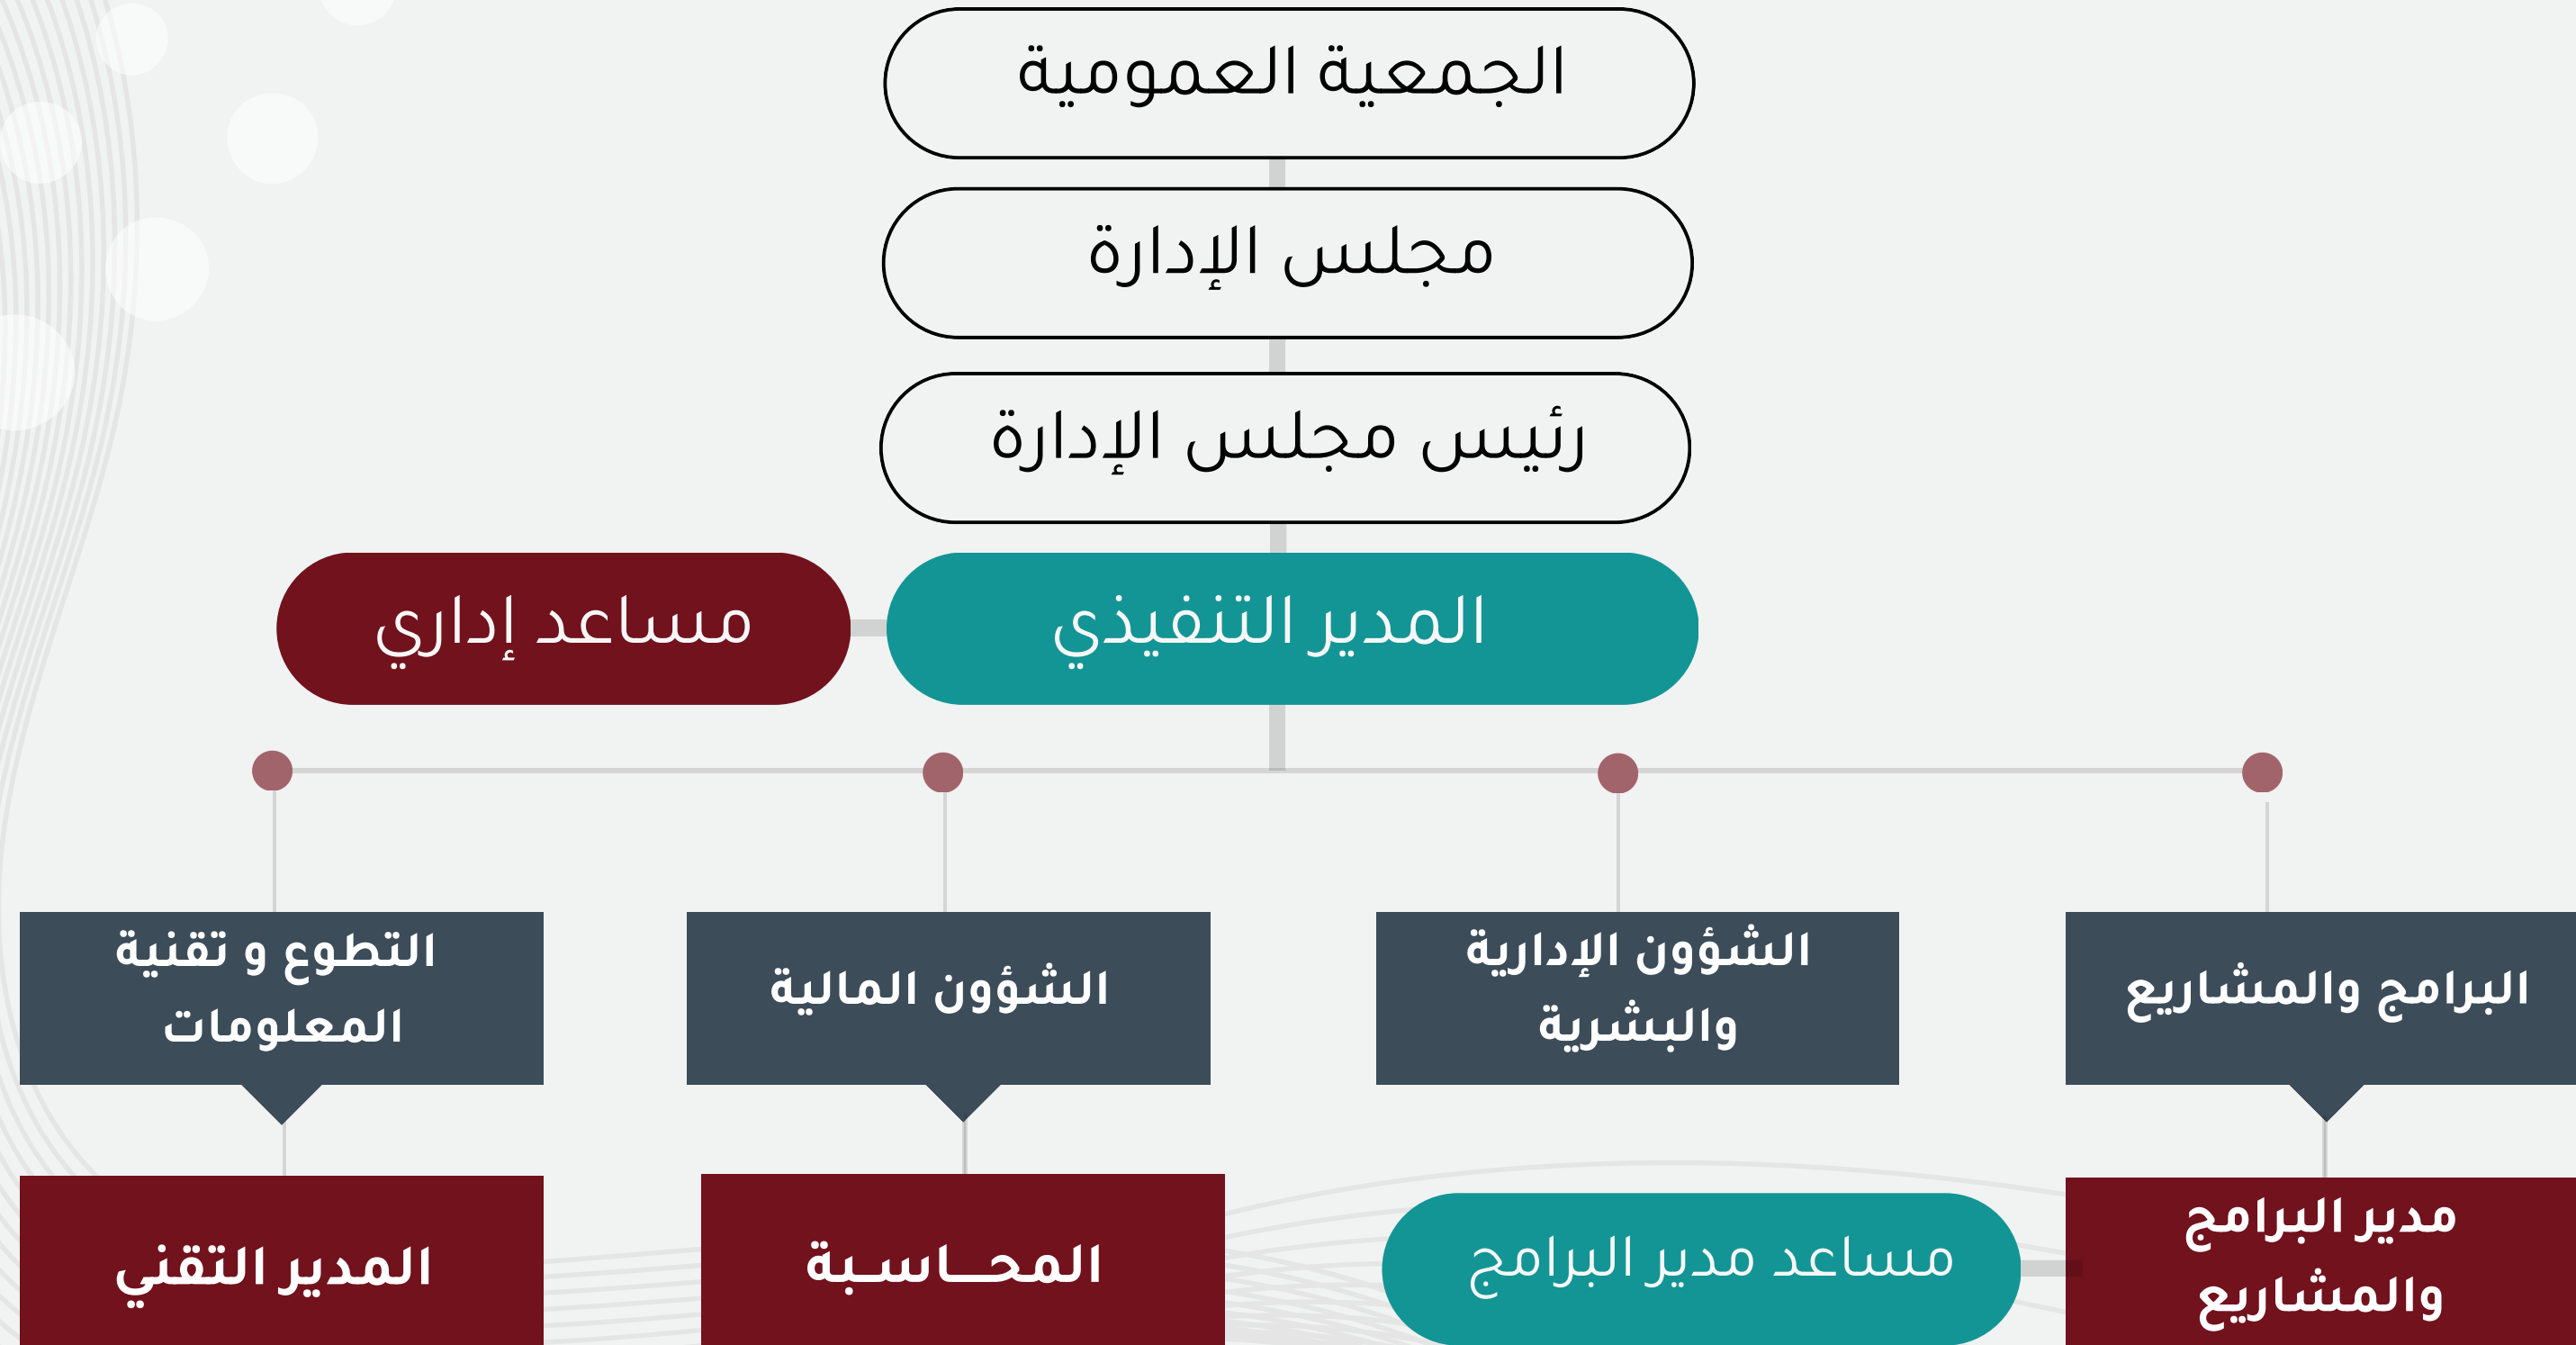 الجمعية العمومية
مجلس الإدارة
رئيس مجلس الإدارة
المدير التنفيذي
مساعد إداري
البرامج والمشاريع
الشؤون الإدارية
والبشرية
الشؤون المالية
التطوع و تقنية
المعلومات
مدير البرامج
والمشاريع
مساعد مدير البرامج
المحـــاسـبة
المدير التقني